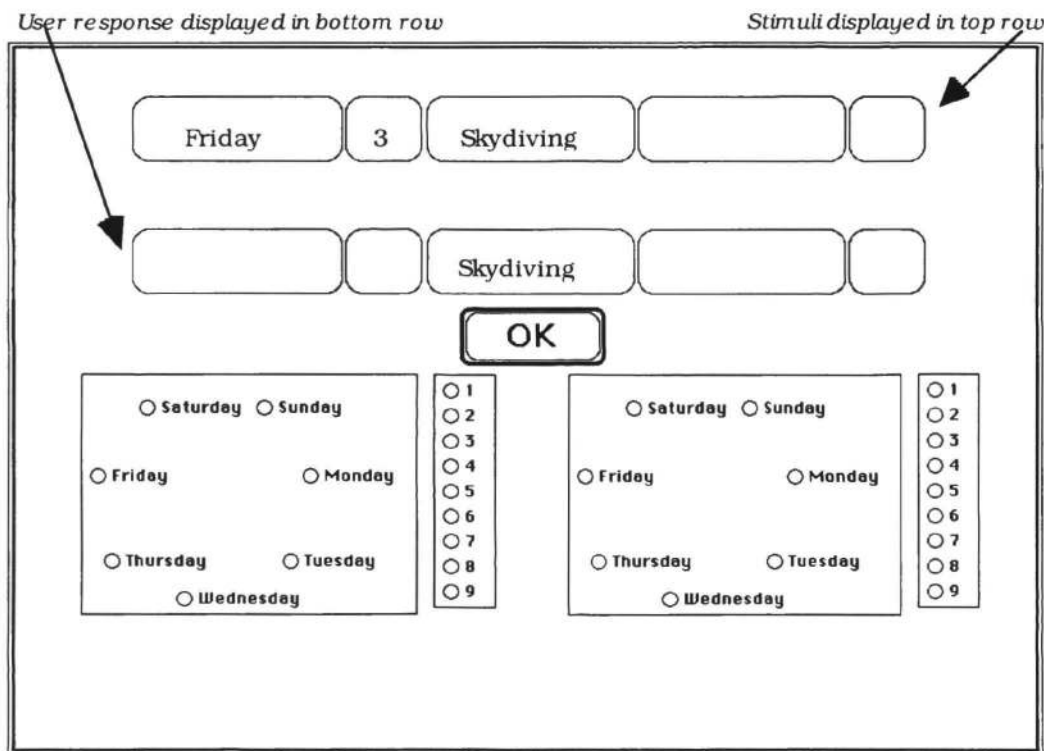 User response displayed in bottom row
Stimuli displayed in top row
Friday 3 Skydiving
Skydiving
OK
Saturday Sunday
Friday Monday
Thursday Tuesday
Wednesday
1
2
3
4
5
6
7
8
9
Saturday Sunday
Friday Monday
Thursday Tuesday
Wednesday
1
2
3
4
5
6
7
8
9